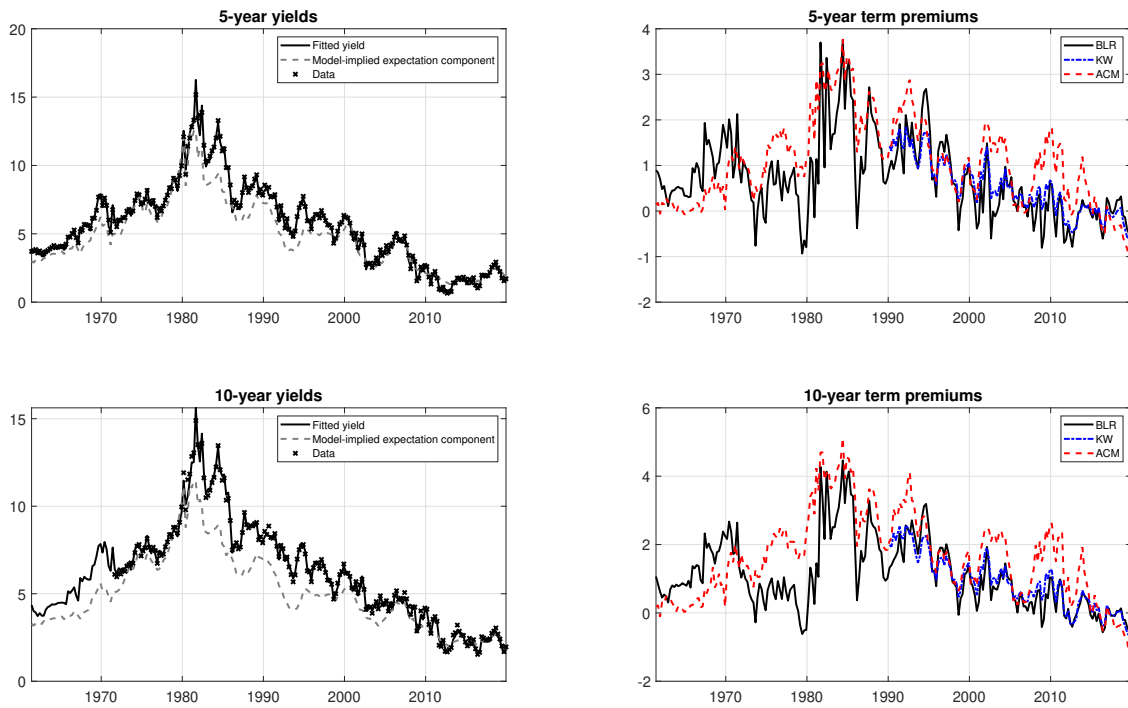 5-year yields
20
15
10
5
0
1970 1980 1990 2000 2010
Fitted yield
Model-implied expectation component
Data
5-year term premiums
4
3
2
1
0
-1
-2
1970 1980 1990 2000 2010
BLR
KW
ACM
10-year yields
15
10
5
0
1970 1980 1990 2000 2010
Fitted yield
Model-implied expectation component
Data
10-year term premiums
6
4
2
0
-2
1970 1980 1990 2000 2010
BLR
KW
ACM